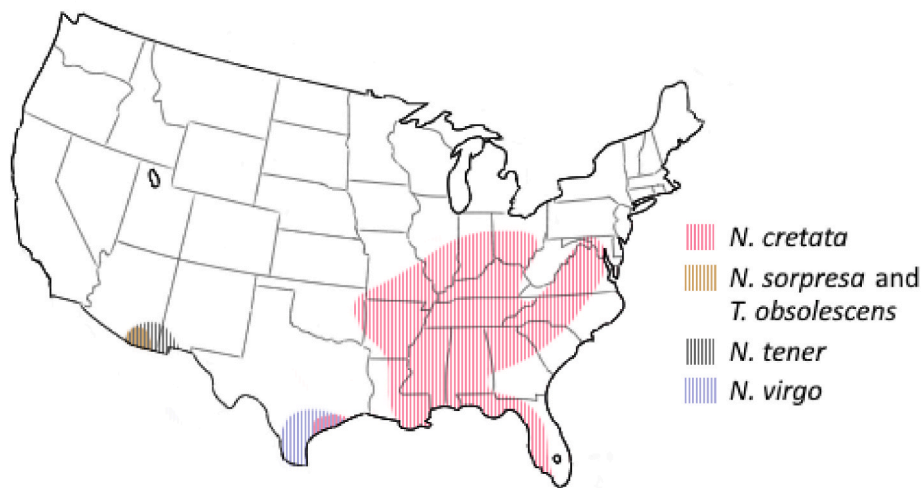 N. cretata
N. sorpresa and
T. obsolescens
N. tener
N. virgo